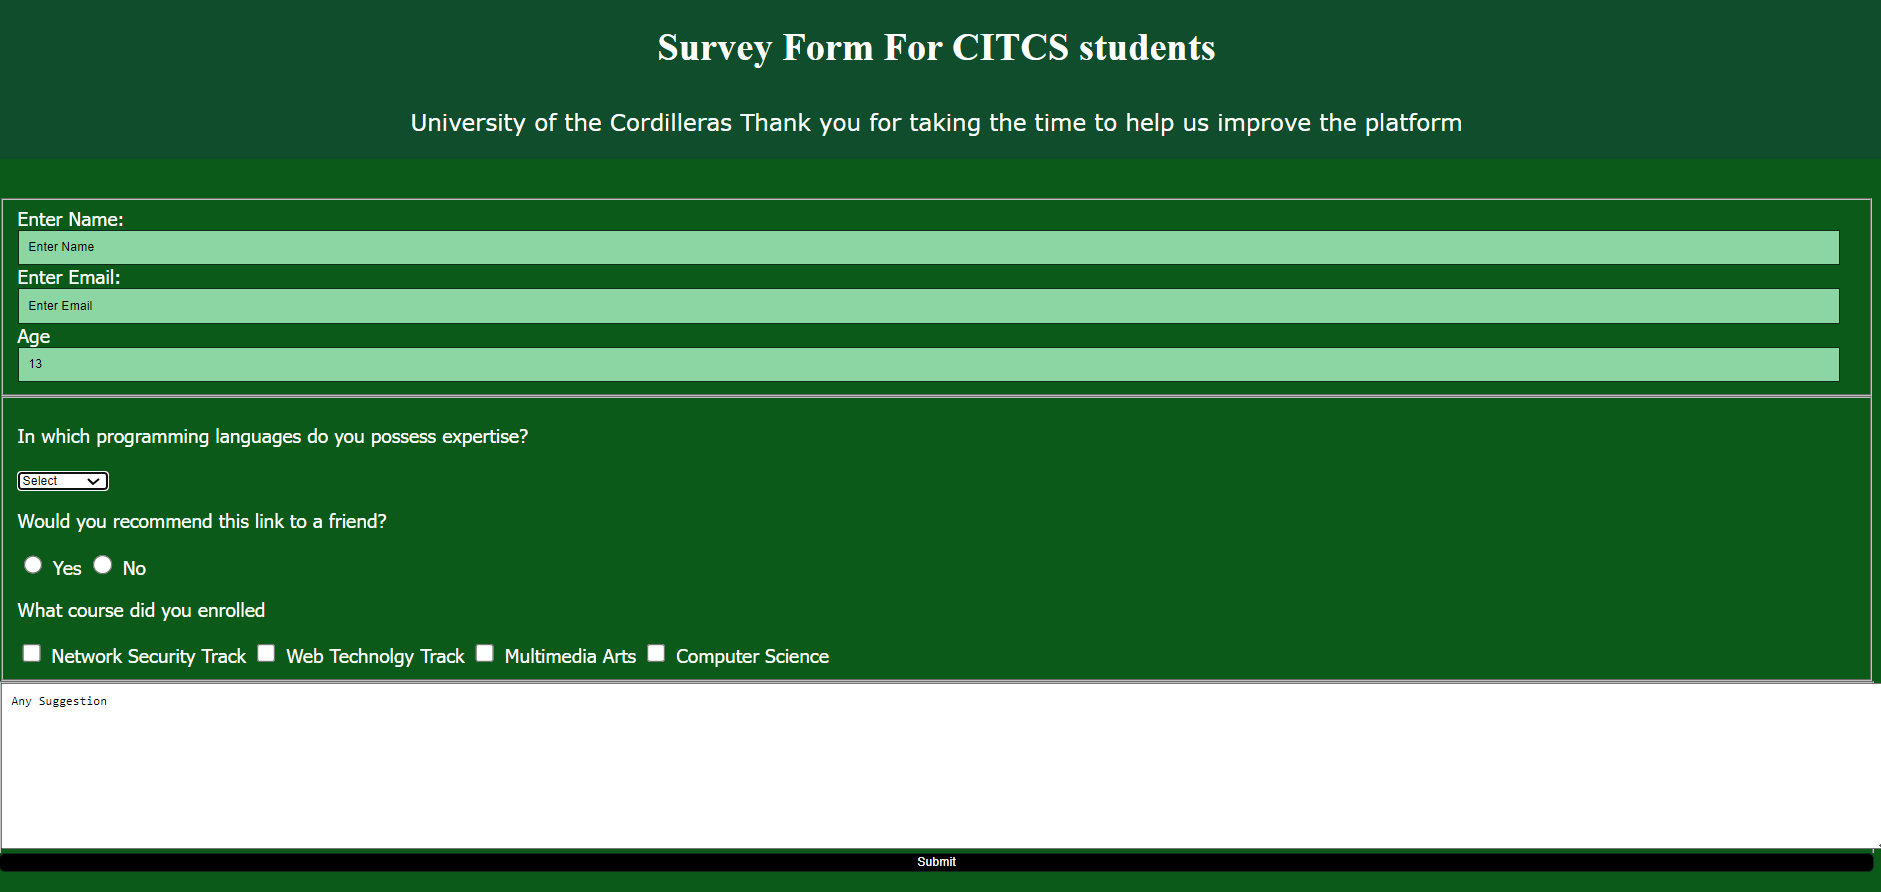 Survey Form For CITCS students
University of the Cordilleras Thank you for taking the time to help us improve the platform
Enter Name:
Enter Name
Enter Email:
Enter Email
Age
13
In which programming languages do you possess expertise?
Select
Would you recommend this link to a friend?
Yes No
What course did you enrolled
Network Security Track Web Technolgy Track Multimedia Arts Computer Science
Any Suggestion
Submit